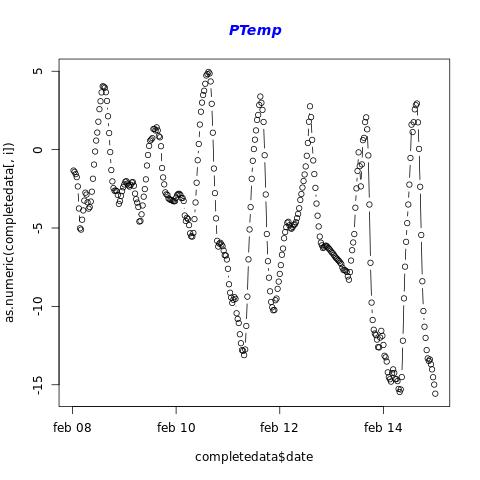 PTemp
as.numeric(completedata[, i])
5
0
-5
-10
-15
feb 08 feb 10 feb 12 feb 14
completedata$date